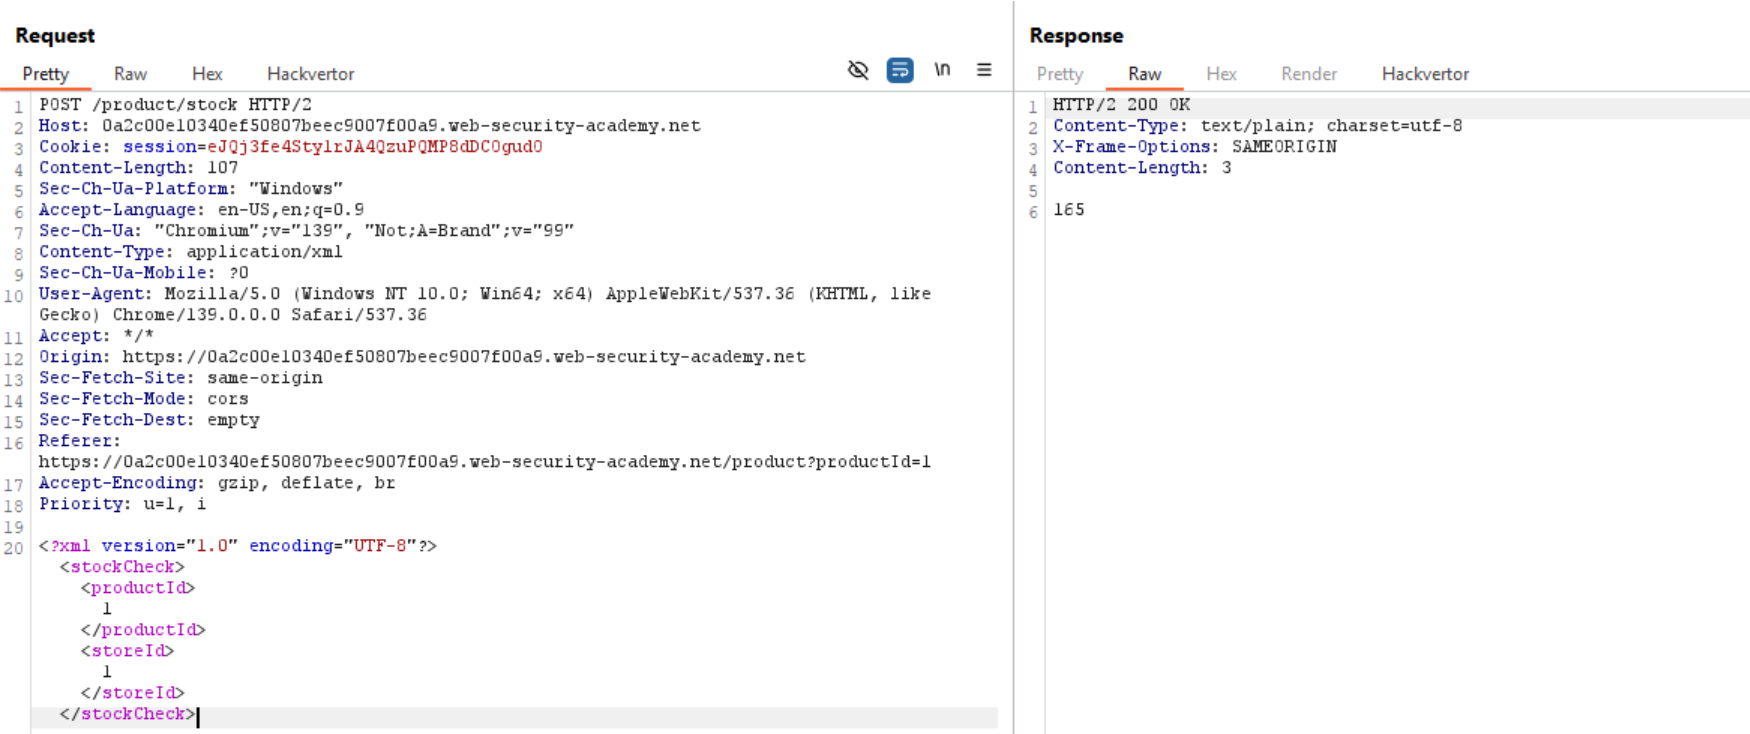 Request
Pretty Raw Hex Hackvertor \n
1 POST /product/stock HTTP/2
2 Host: 0a2c00e10340ef50807beec9007f00a9.web-security-academy.net
3 Cookie: session=eJQj3fe4StylrJA4QzuPQMP8dDC0gud0
4 Content-Length: 107
5 Sec-Ch-Ua-Platform: "Windows"
6 Accept-Language: en-US,en;q=0.9
7 Sec-Ch-Ua: "Chromium";v="139", "Not;A=Brand";v="99"
8 Content-Type: application/xml
9 Sec-Ch-Ua-Mobile: ?0
10 User-Agent: Mozilla/5.0 (Windows NT 10.0; Win64; x64) AppleWebKit/537.36 (KHTML, like
Gecko) Chrome/139.0.0.0 Safari/537.36
11 Accept: */*
12 Origin: https://0a2c00e10340ef50807beec9007f00a9.web-security-academy.net
13 Sec-Fetch-Site: same-origin
14 Sec-Fetch-Mode: cors
15 Sec-Fetch-Dest: empty
16 Referer:
https://0a2c00e10340ef50807beec9007f00a9.web-security-academy.net/product?productId=1
17 Accept-Encoding: gzip, deflate, br
18 Priority: u=1, i
19
20 <?xml version="1.0" encoding="UTF-8"?>
<stockCheck>
<productId>
1
</productId>
<storeId>
1
</storeId>
</stockCheck>
Response
Pretty Raw Hex Render Hackvertor
1 HTTP/2 200 OK
2 Content-Type: text/plain; charset=utf-8
3 X-Frame-Options: SAMEORIGIN
4 Content-Length: 3
5
6 165